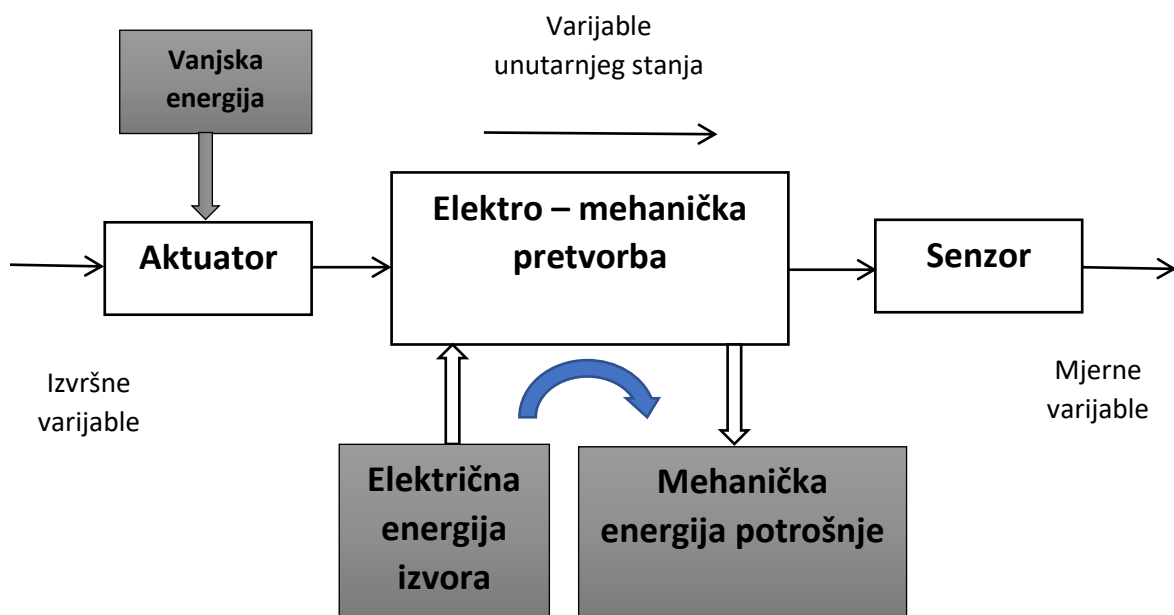 Vanjska
energija
Varijable
unutarnjeg stanja
Aktuator
Elektro – mehanička
pretvorba
Senzor
Izvršne
varijable
Mjerne
varijable
Električna
energija
izvora
Mehanička
energija potrošnje